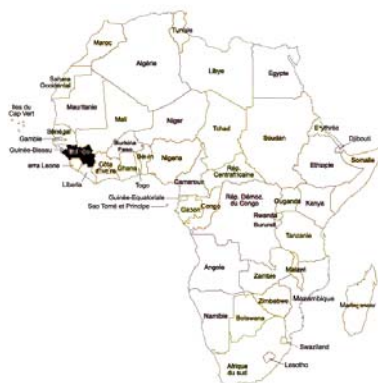 Tunisie
Maroc
Algérie
Libye
Egypte
Sahara
Occidental
Iles du
Cap Vert
Mauritanie
Mali
Niger
Tchad
Soudan
Erythrée
Djibouti
Sénégal
Gambie
Guinée-Bissau
erra Leone
Liberia
Côte
d'Ivoire
Burkina
Faso
Ghana
Togo
Bénin
Nigeria
Cameroun
Rép.
Centrafricaine
Ethiopie
Somalie
Guinée-Equatoriale
Sao Tomé et Principe
Gabon
Congo
Rép. Démoc.
du Congo
Ouganda
Kenya
Rwanda
Burundi
Tanzanie
Angola
Zambie
Malawi
Mozambique
Madagascar
Zimbabwe
Namibie
Botswana
Swaziland
Lesotho
Afrique
du sud